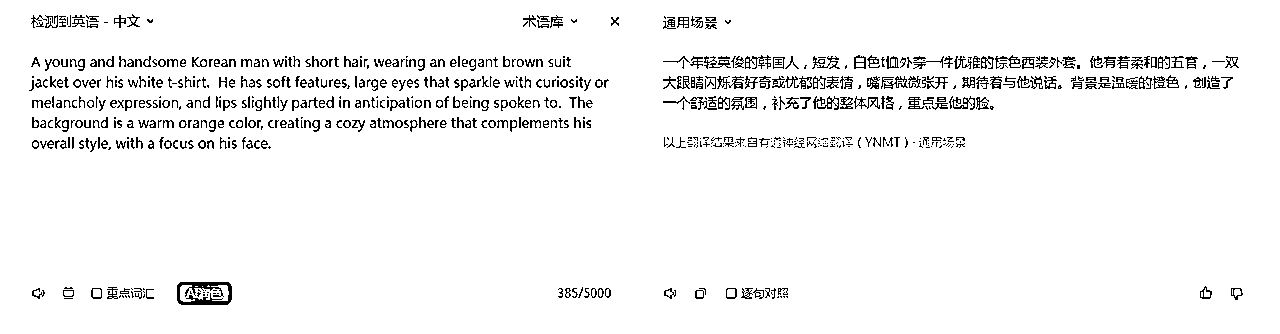 检测到英语 - 中文
术语库
A young and handsome Korean man with short hair, wearing an elegant brown suit
jacket over his white t-shirt.  He has soft features, large eyes that sparkle with curiosity or
melancholy expression, and lips slightly parted in anticipation of being spoken to.  The
background is a warm orange color, creating a cozy atmosphere that complements his
overall style, with a focus on his face.
重点词汇
AI润色
385/5000
通用场景
一个年轻英俊的韩国人，短发，白色t恤外穿一件优雅的棕色西装外套。他有着柔和的五官，一双
大眼睛闪烁着好奇或忧郁的表情，嘴唇微微张开，期待着与他说话。背景是温暖的橙色，创造了
一个舒适的氛围，补充了他的整体风格，重点是他的脸。
以上翻译结果来自有道神经网络翻译（YNMT）· 通用场景
逐句对照